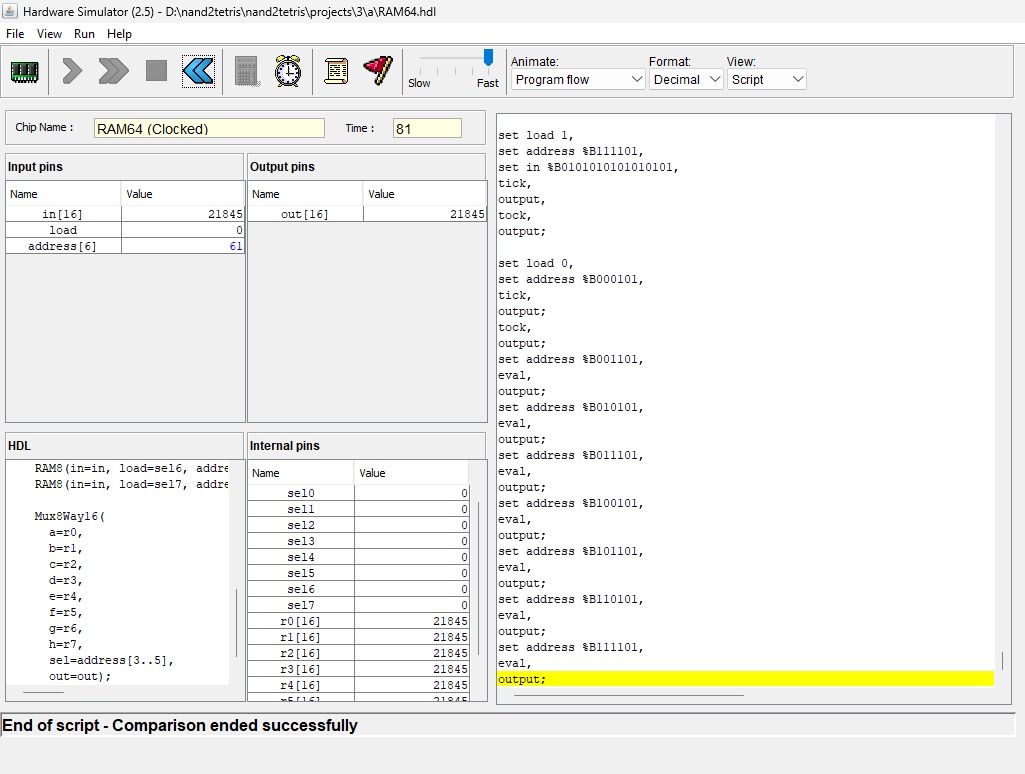 Hardware Simulator (2.5) - D:\nand2tetris\nand2tetris\projects\3\a\RAM64.hdl
File View Run Help
Slow Fast
Animate: Format: View:
Program flow Decimal Script
Chip Name : RAM64 (Clocked) Time : 81
Input pins
Name Value
in[16] 21845
load 0
address[6] 61
Output pins
Name Value
out[16] 21845
HDL
RAM8(in=in, load=sel6, addre
RAM8(in=in, load=sel7, addre
Mux8Way16(
a=r0,
b=r1,
c=r2,
d=r3,
e=r4,
f=r5,
g=r6,
h=r7,
sel=address[3..5],
out=out);
Internal pins
Name Value
sel0 0
sel1 0
sel2 0
sel3 0
sel4 0
sel5 0
sel6 0
sel7 0
r0[16] 21845
r1[16] 21845
r2[16] 21845
r3[16] 21845
r4[16] 21845
r5[16] 21845
set load 1,
set address %B111101,
set in %B0101010101010101,
tick,
output,
tock,
output;
set load 0,
set address %B000101,
tick,
output;
tock,
output;
set address %B001101,
eval,
output;
set address %B010101,
eval,
output;
set address %B011101,
eval,
output;
set address %B100101,
eval,
output;
set address %B101101,
eval,
output;
set address %B110101,
eval,
output;
set address %B111101,
eval,
output;
End of script - Comparison ended successfully